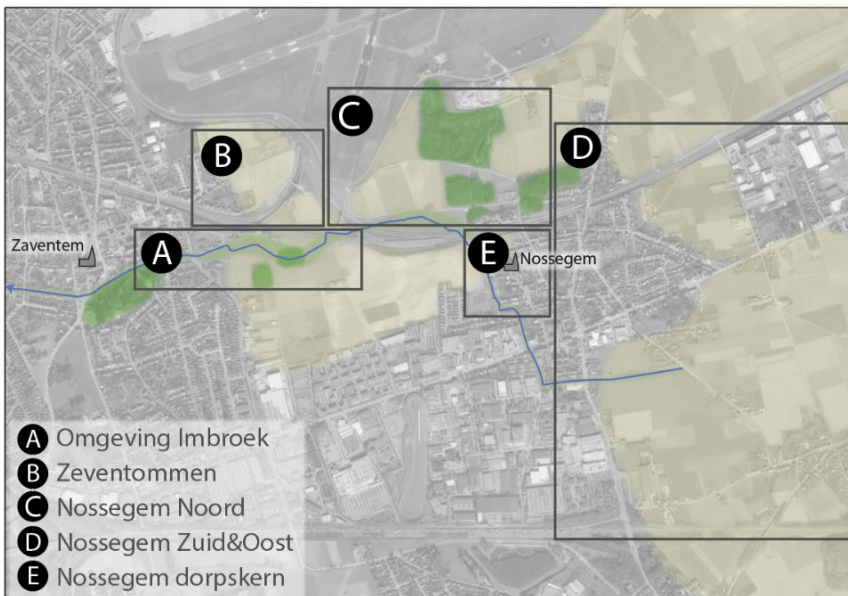 C
B
D
Zaventem
A
E
Nossegem
A Omgeving Imbroek
B Zeventommen
C Nossegem Noord
D Nossegem Zuid&Oost
E Nossegem dorpskern